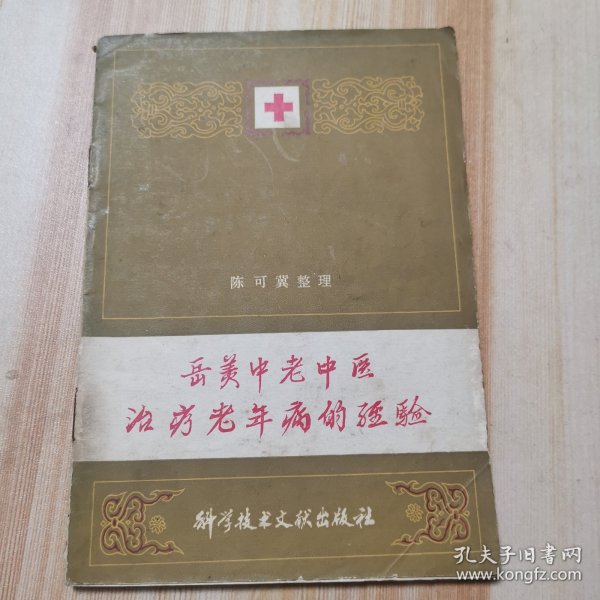 陈可冀整理
岳美中老中医
治疗老年病的经验
科学技术文献出版社
孔夫子旧书网
www.kongfz.com